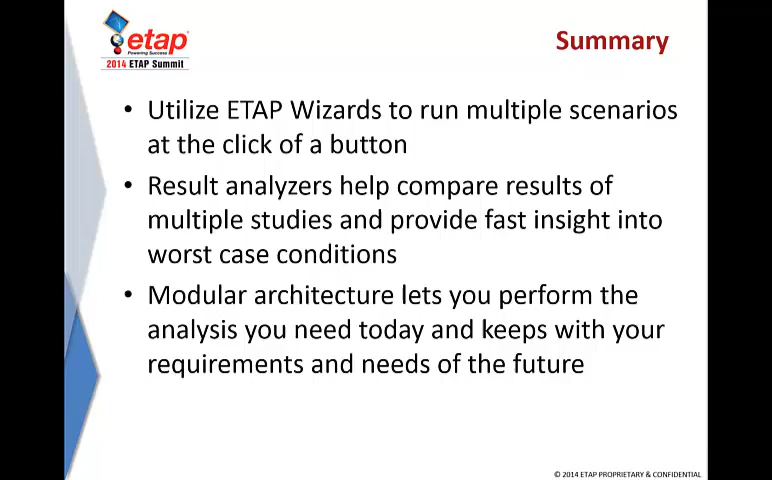 etap
Powering Success
2014 ETAP Summit
Summary
• Utilize ETAP Wizards to run multiple scenarios
at the click of a button
• Result analyzers help compare results of
multiple studies and provide fast insight into
worst case conditions
• Modular architecture lets you perform the
analysis you need today and keeps with your
requirements and needs of the future
© 2014 ETAP PROPRIETARY & CONFIDENTIAL